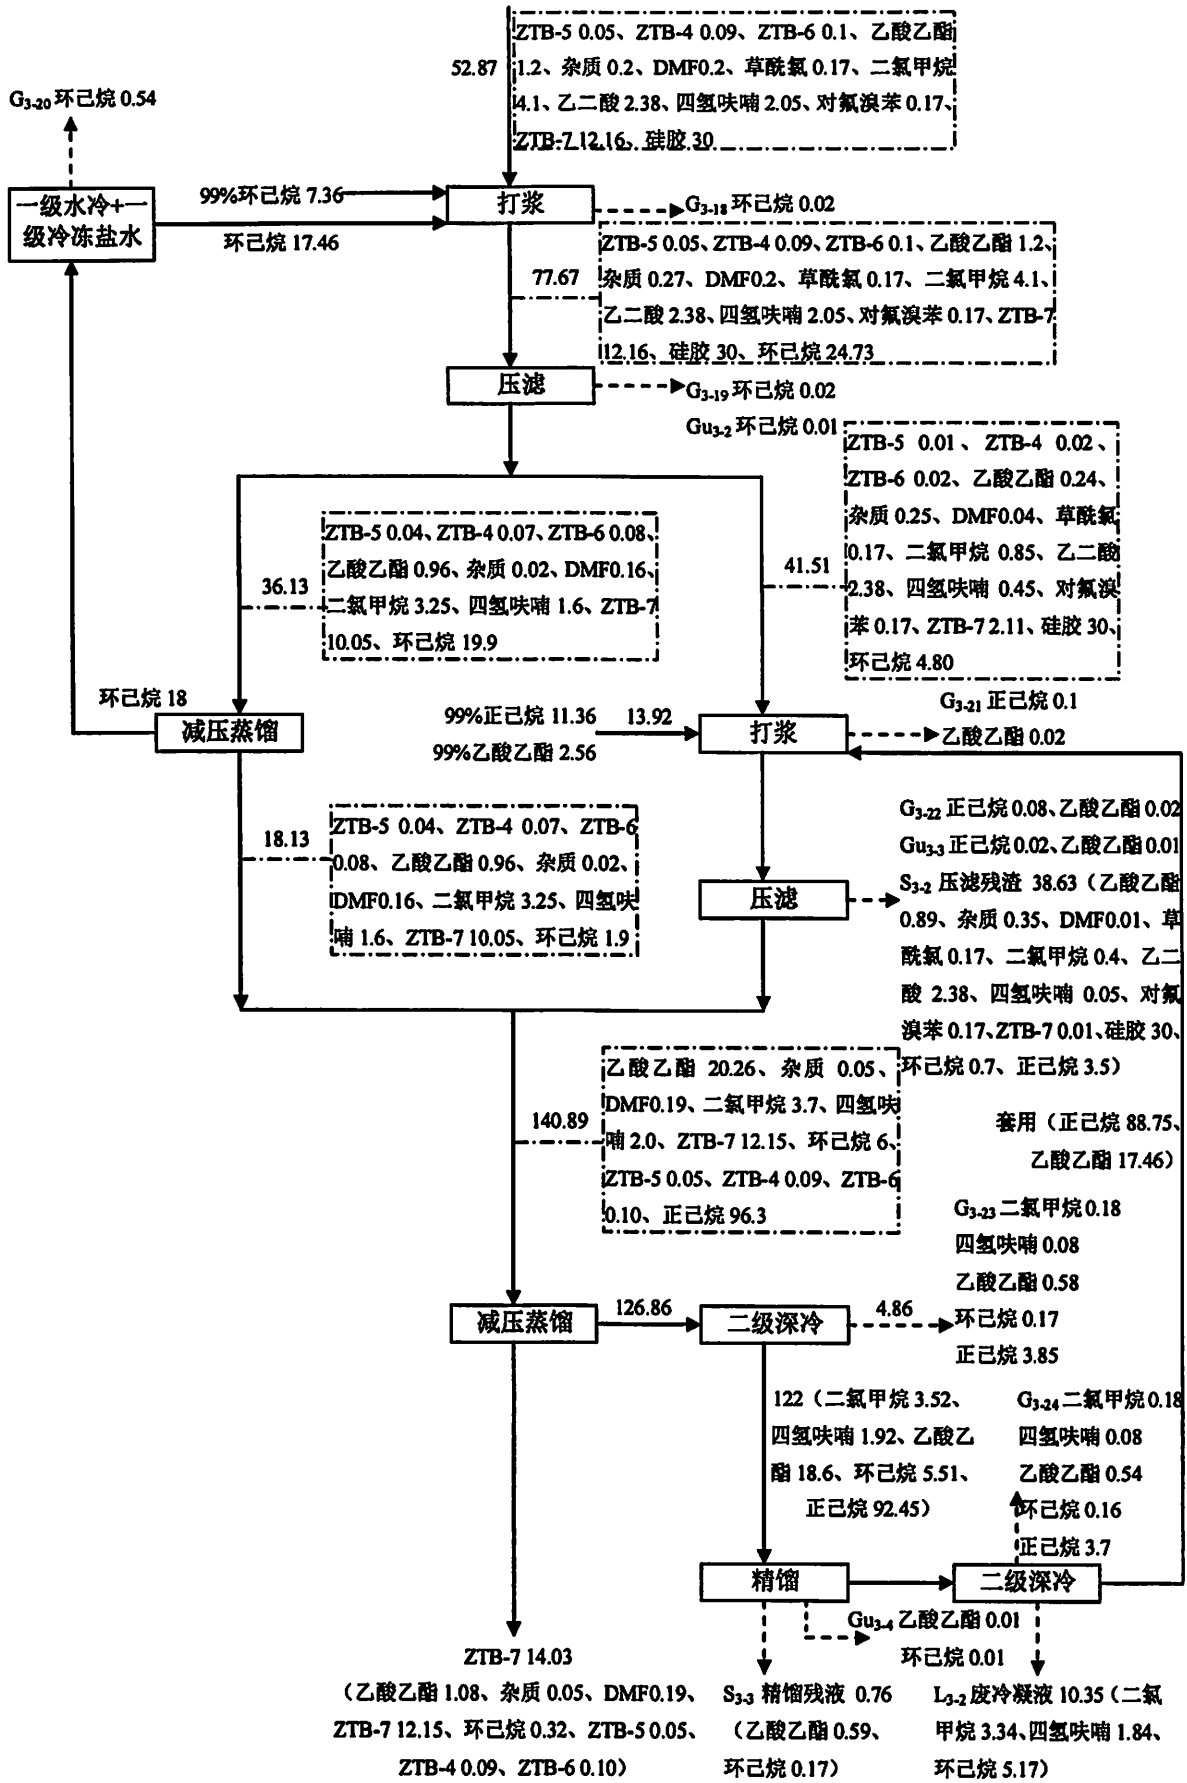 ZTB-5 0.05、ZTB-4 0.09、ZTB-6 0.1、乙酸乙酯
1.2、杂质 0.2、DMF0.2、草酰氯 0.17、二氯甲烷
4.1、乙二酸 2.38、四氢呋喃 2.05、对氟溴苯 0.17、
ZTB-7 12.16、硅胶 30
52.87
G3-20 环己烷 0.54
一级水冷+一
级冷冻盐水
99%环己烷 7.36
环己烷 17.46
打浆
G3-18 环己烷 0.02
77.67
ZTB-5 0.05、ZTB-4 0.09、ZTB-6 0.1、乙酸乙酯 1.2、
杂质 0.27、DMF0.2、草酰氯 0.17、二氯甲烷 4.1、
乙二酸 2.38、四氢呋喃 2.05、对氟溴苯 0.17、ZTB-7
12.16、硅胶 30、环己烷 24.73
压滤
G3-19 环己烷 0.02
Gu3-2 环己烷 0.01
36.13
ZTB-5 0.04、ZTB-4 0.07、ZTB-6 0.08、
乙酸乙酯 0.96、杂质 0.02、DMF0.16、
二氯甲烷 3.25、四氢呋喃 1.6、ZTB-7
10.05、环己烷 19.9
41.51
ZTB-5 0.01、ZTB-4 0.02、
ZTB-6 0.02、乙酸乙酯 0.24、
杂质 0.25、DMF0.04、草酰氯
0.17、二氯甲烷 0.85、乙二酸
2.38、四氢呋喃 0.45、对氟溴
苯 0.17、ZTB-7 2.11、硅胶 30、
环己烷 4.80
环己烷 18
减压蒸馏
99%正己烷 11.36
99%乙酸乙酯 2.56
13.92
打浆
G3-21 正己烷 0.1
乙酸乙酯 0.02
18.13
ZTB-5 0.04、ZTB-4 0.07、ZTB-6
0.08、乙酸乙酯 0.96、杂质 0.02、
DMF0.16、二氯甲烷 3.25、四氢呋
喃 1.6、ZTB-7 10.05、环己烷 1.9
压滤
G3-22 正己烷 0.08、乙酸乙酯 0.02
Gu3-3 正己烷 0.02、乙酸乙酯 0.01
S3-2 压滤残渣 38.63（乙酸乙酯
0.89、杂质 0.35、DMF0.01、草
酰氯 0.17、二氯甲烷 0.4、乙二
酸 2.38、四氢呋喃 0.05、对氟
溴苯 0.17、ZTB-7 0.01、硅胶 30、
环己烷 0.7、正己烷 3.5）
140.89
乙酸乙酯 20.26、杂质 0.05、
DMF0.19、二氯甲烷 3.7、四氢呋
喃 2.0、ZTB-7 12.15、环己烷 6、
ZTB-5 0.05、ZTB-4 0.09、ZTB-6
0.10、正己烷 96.3
套用（正己烷 88.75、
乙酸乙酯 17.46）
减压蒸馏
126.86
二级深冷
4.86
G3-23 二氯甲烷 0.18
四氢呋喃 0.08
乙酸乙酯 0.58
环己烷 0.17
正己烷 3.85
122（二氯甲烷 3.52、
四氢呋喃 1.92、乙酸乙
酯 18.6、环己烷 5.51、
正己烷 92.45）
G3-24 二氯甲烷 0.18
四氢呋喃 0.08
乙酸乙酯 0.54
环己烷 0.16
正己烷 3.7
精馏
二级深冷
Gu3-4 乙酸乙酯 0.01
环己烷 0.01
ZTB-7 14.03
（乙酸乙酯 1.08、杂质 0.05、DMF0.19、
ZTB-7 12.15、环己烷 0.32、ZTB-5 0.05、
ZTB-4 0.09、ZTB-6 0.10）
S3-3 精馏残液 0.76
（乙酸乙酯 0.59、
环己烷 0.17）
L3-2 废冷凝液 10.35（二氯
甲烷 3.34、四氢呋喃 1.84、
环己烷 5.17）